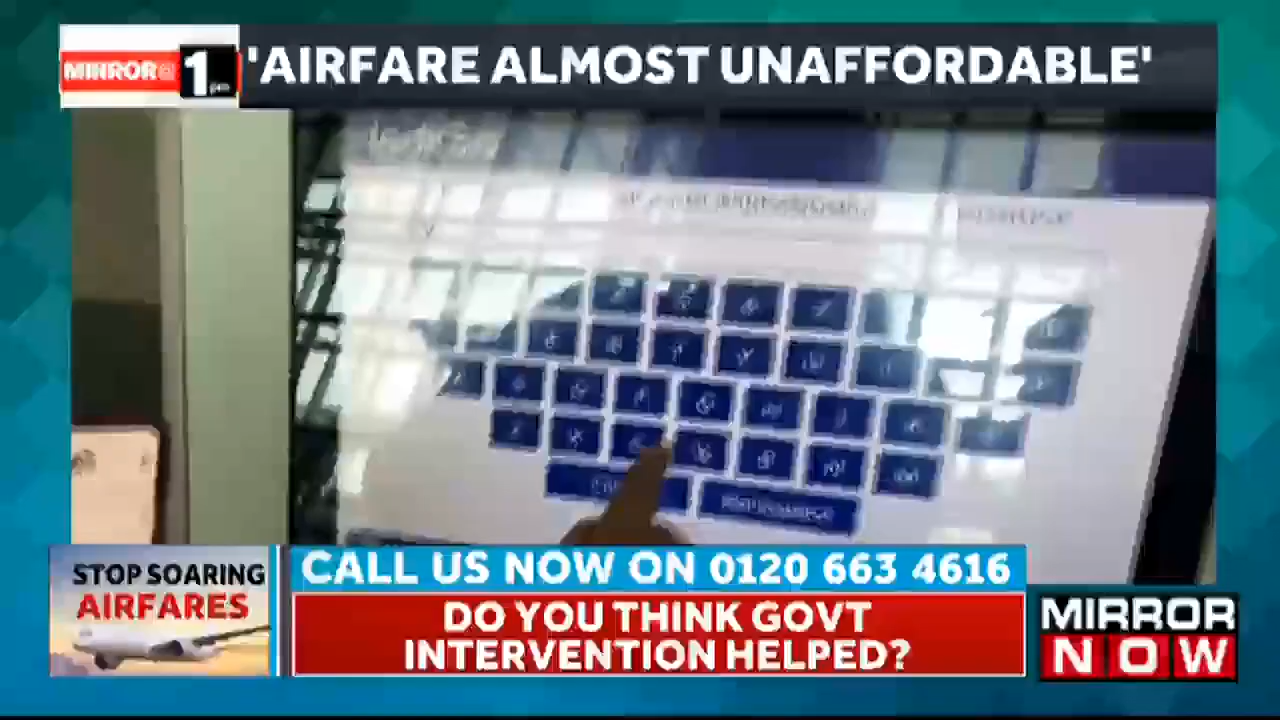 MIRROR@ 1 pm
'AIRFARE ALMOST UNAFFORDABLE'
STOP SOARING
AIRFARES
CALL US NOW ON 0120 663 4616
DO YOU THINK GOVT
INTERVENTION HELPED?
MIRROR
NOW